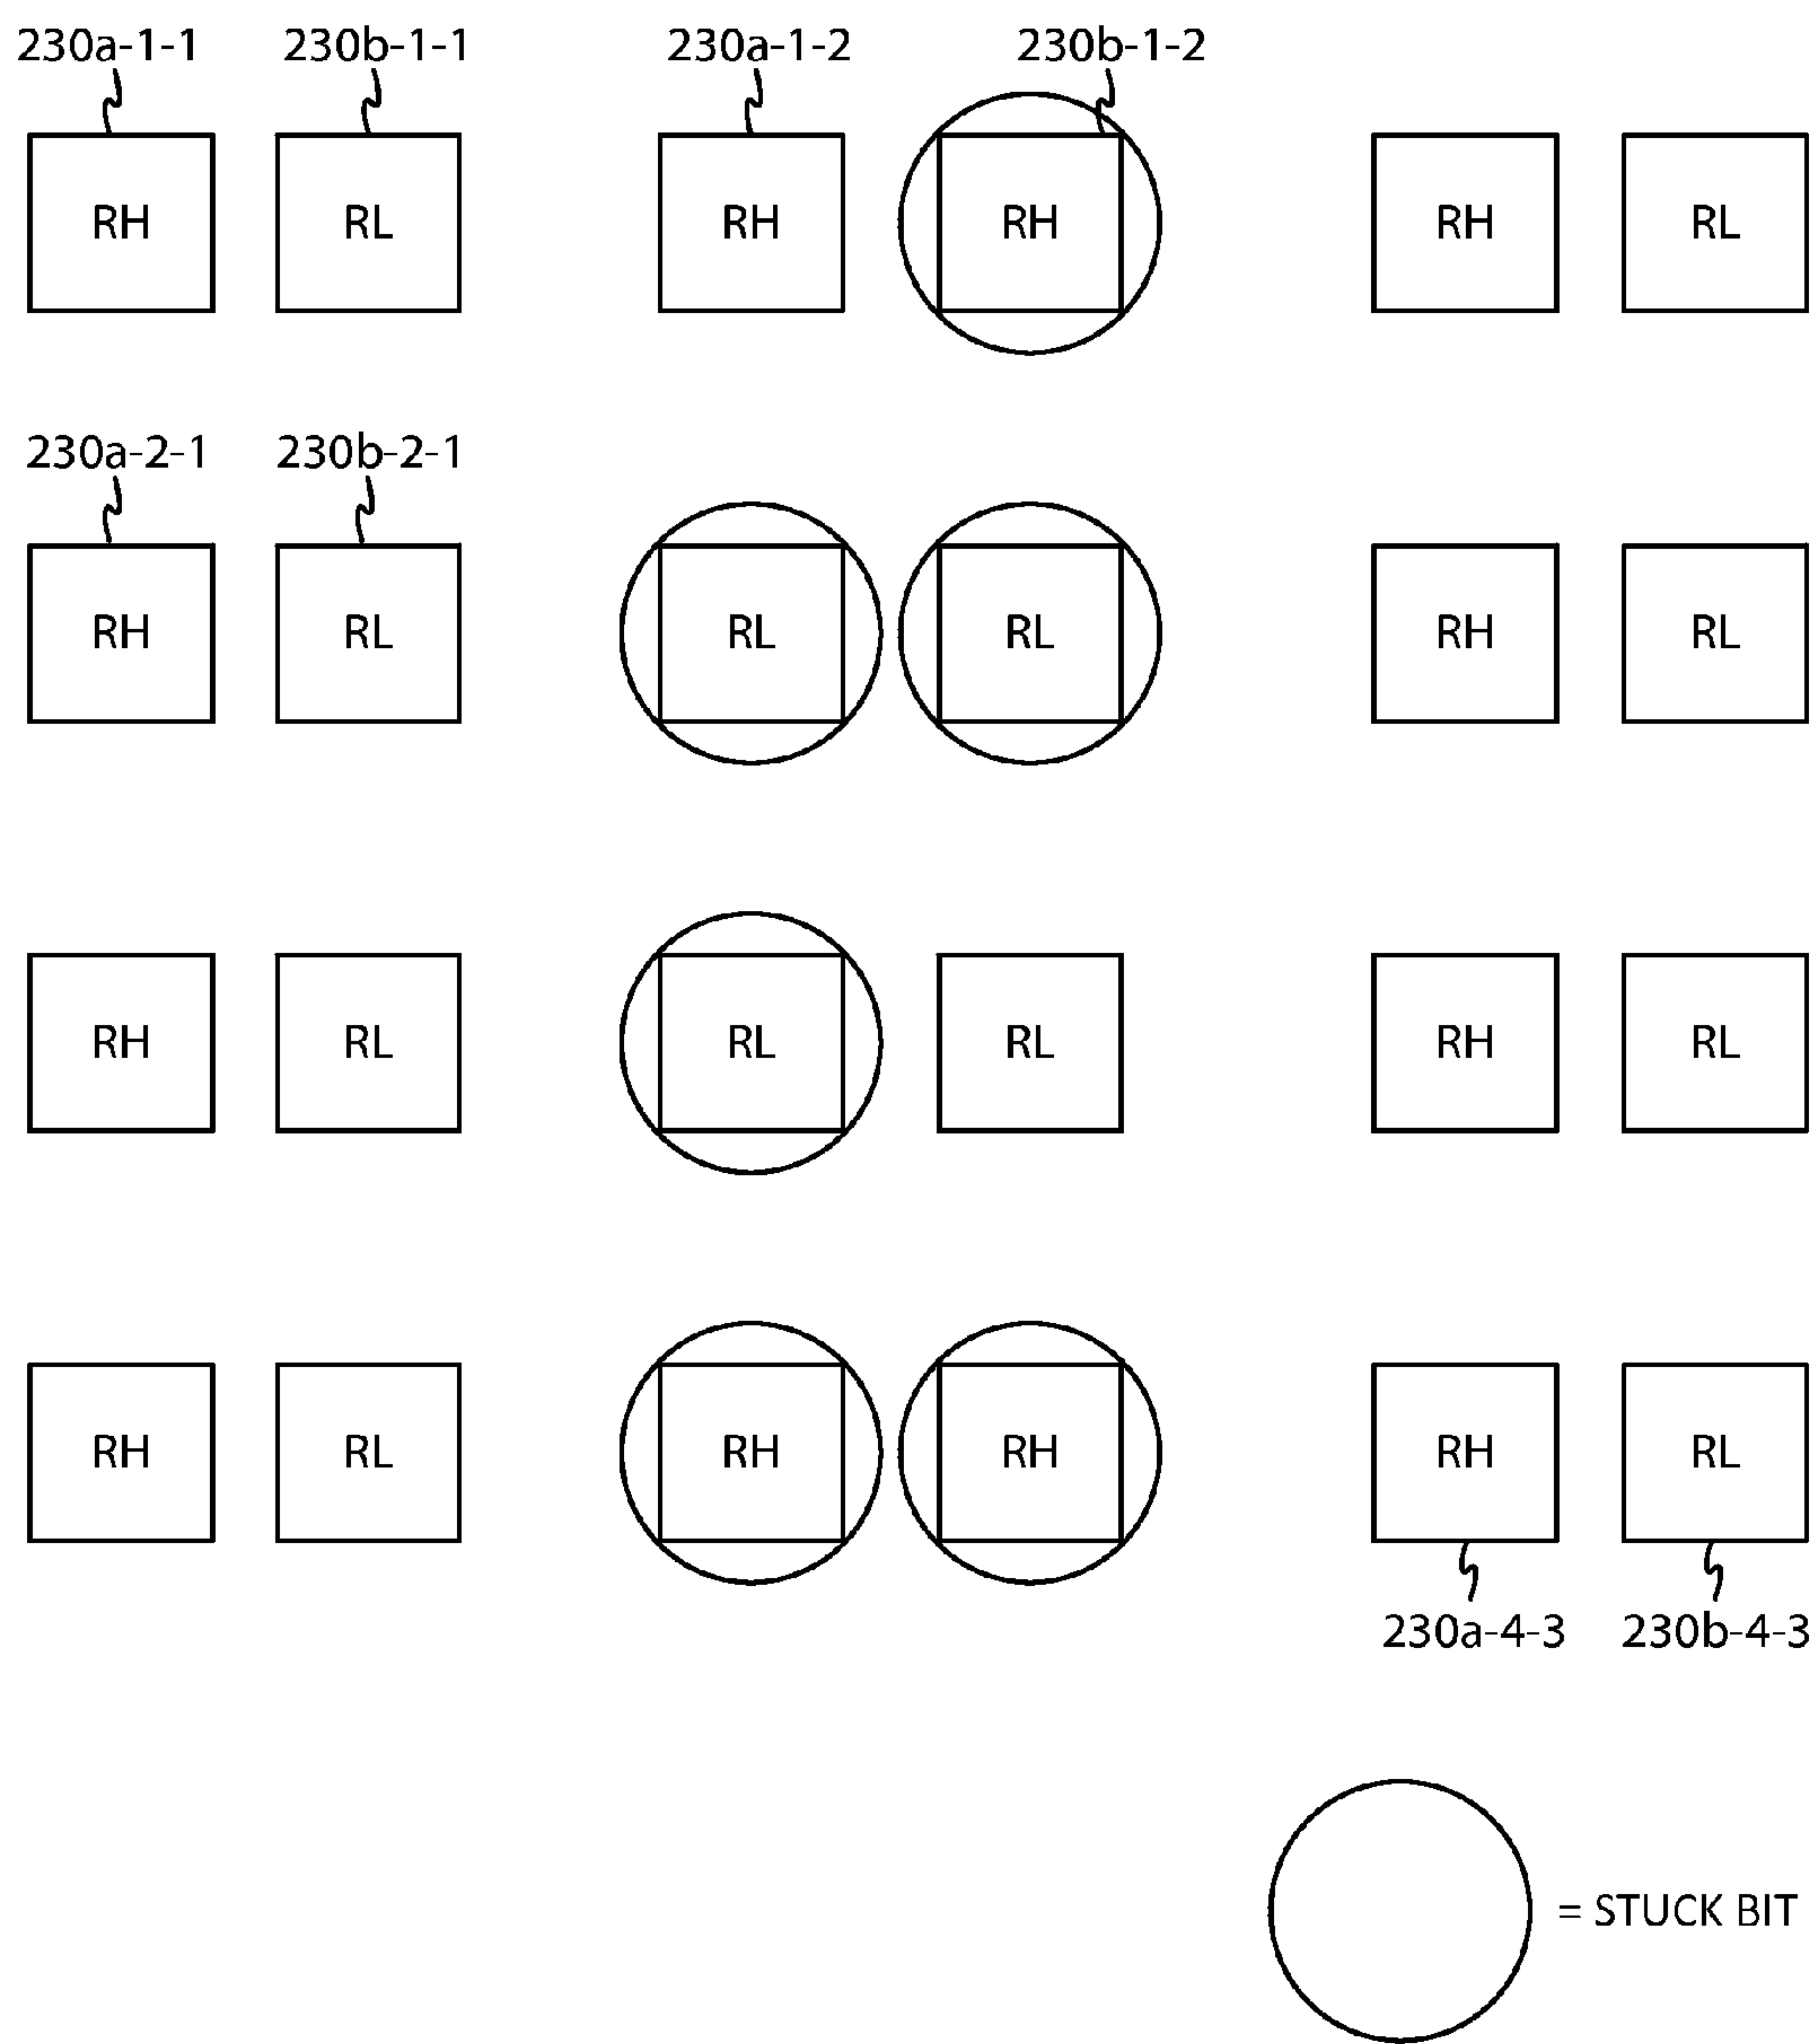 230a-1-1 230b-1-1 230a-1-2 230b-1-2
RH RL RH RH RH RL
230a-2-1 230b-2-1
RH RL RL RL RH RL
RH RL RL RL RH RL
RH RL RH RH RH RL
230a-4-3 230b-4-3
= STUCK BIT